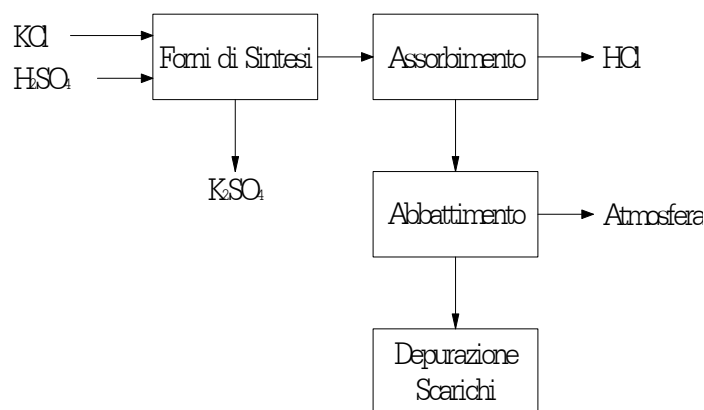 KCl
H₂SO₄
Forni di Sintesi
Assorbimento
HCl
K₂SO₄
Abbattimento
Atmosfera
Depurazione
Scarichi